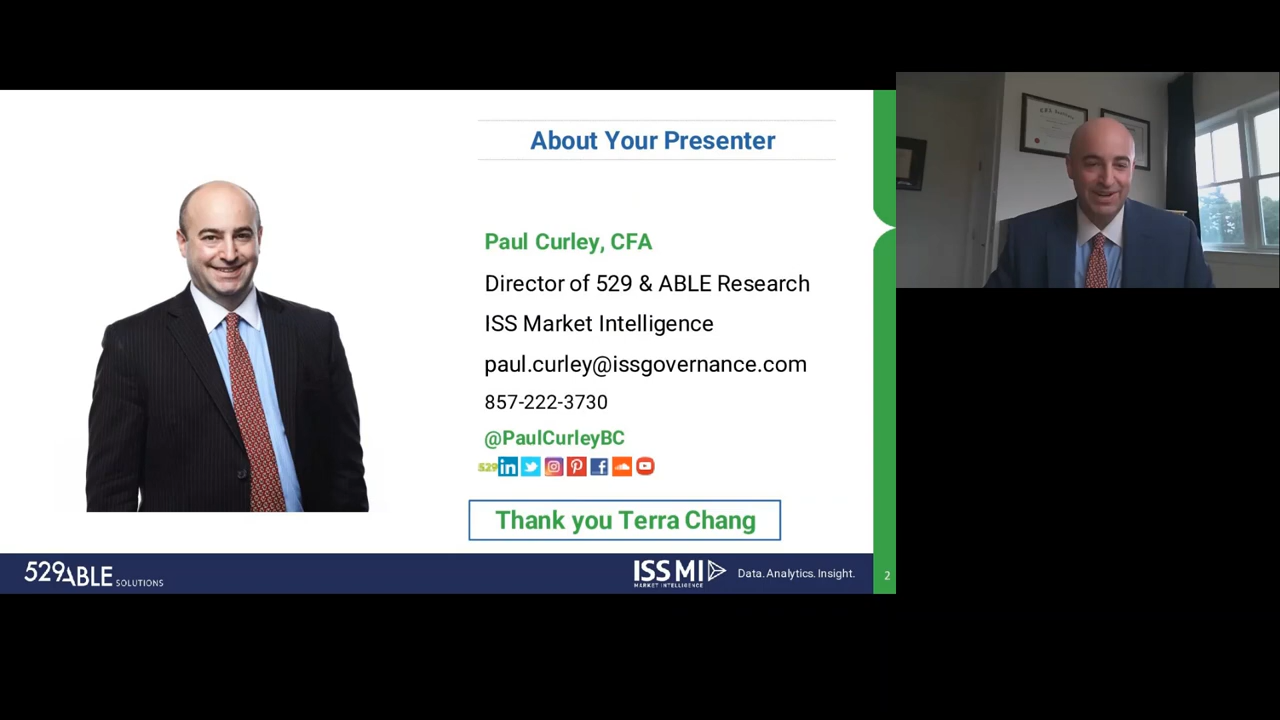 About Your Presenter
Paul Curley, CFA
Director of 529 & ABLE Research
ISS Market Intelligence
paul.curley@issgovernance.com
857-222-3730
@PaulCurleyBC
529
Thank you Terra Chang
529ABLE SOLUTIONS
ISS MI
MARKET INTELLIGENCE
Data. Analytics. Insight.
2